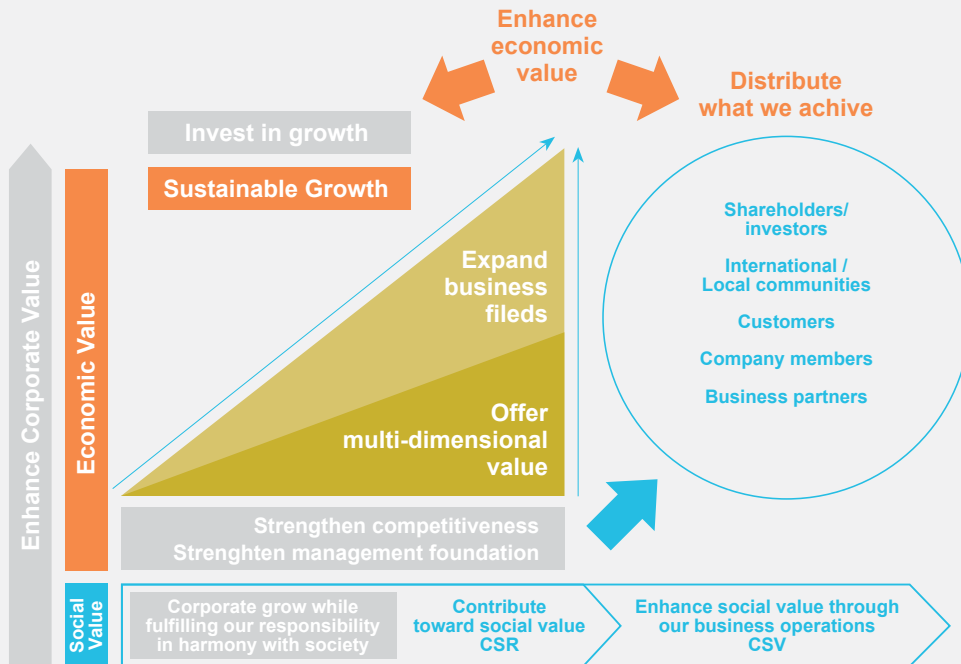 Enhance
economic
value
Distribute
what we achive
Invest in growth
Sustainable Growth
Enhance Corporate Value
Economic Value
Expand
business
fileds
Offer
multi-dimensional
value
Shareholders/
investors
International /
Local communities
Customers
Company members
Business partners
Strengthen competitiveness
Strenghten management foundation
Social
Value
Corporate grow while
fulfilling our responsibility
in harmony with society
Contribute
toward social value
CSR
Enhance social value through
our business operations
CSV